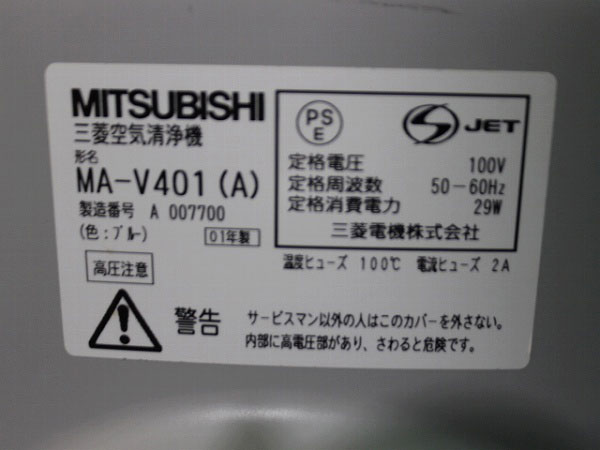 MITSUBISHI
三菱空気清浄機
形名
MA-V401(A)
製造番号 A 007700
(色:ブルー)
01年製
高圧注意
PS
E
S JET
定格電圧 100V
定格周波数 50-60Hz
定格消費電力 29W
三菱電機株式会社
温度ヒューズ 100℃ 電流ヒューズ 2A
警告
サービスマン以外の人はこのカバーを外さない。
内部に高電圧部があり、さわると危険です。